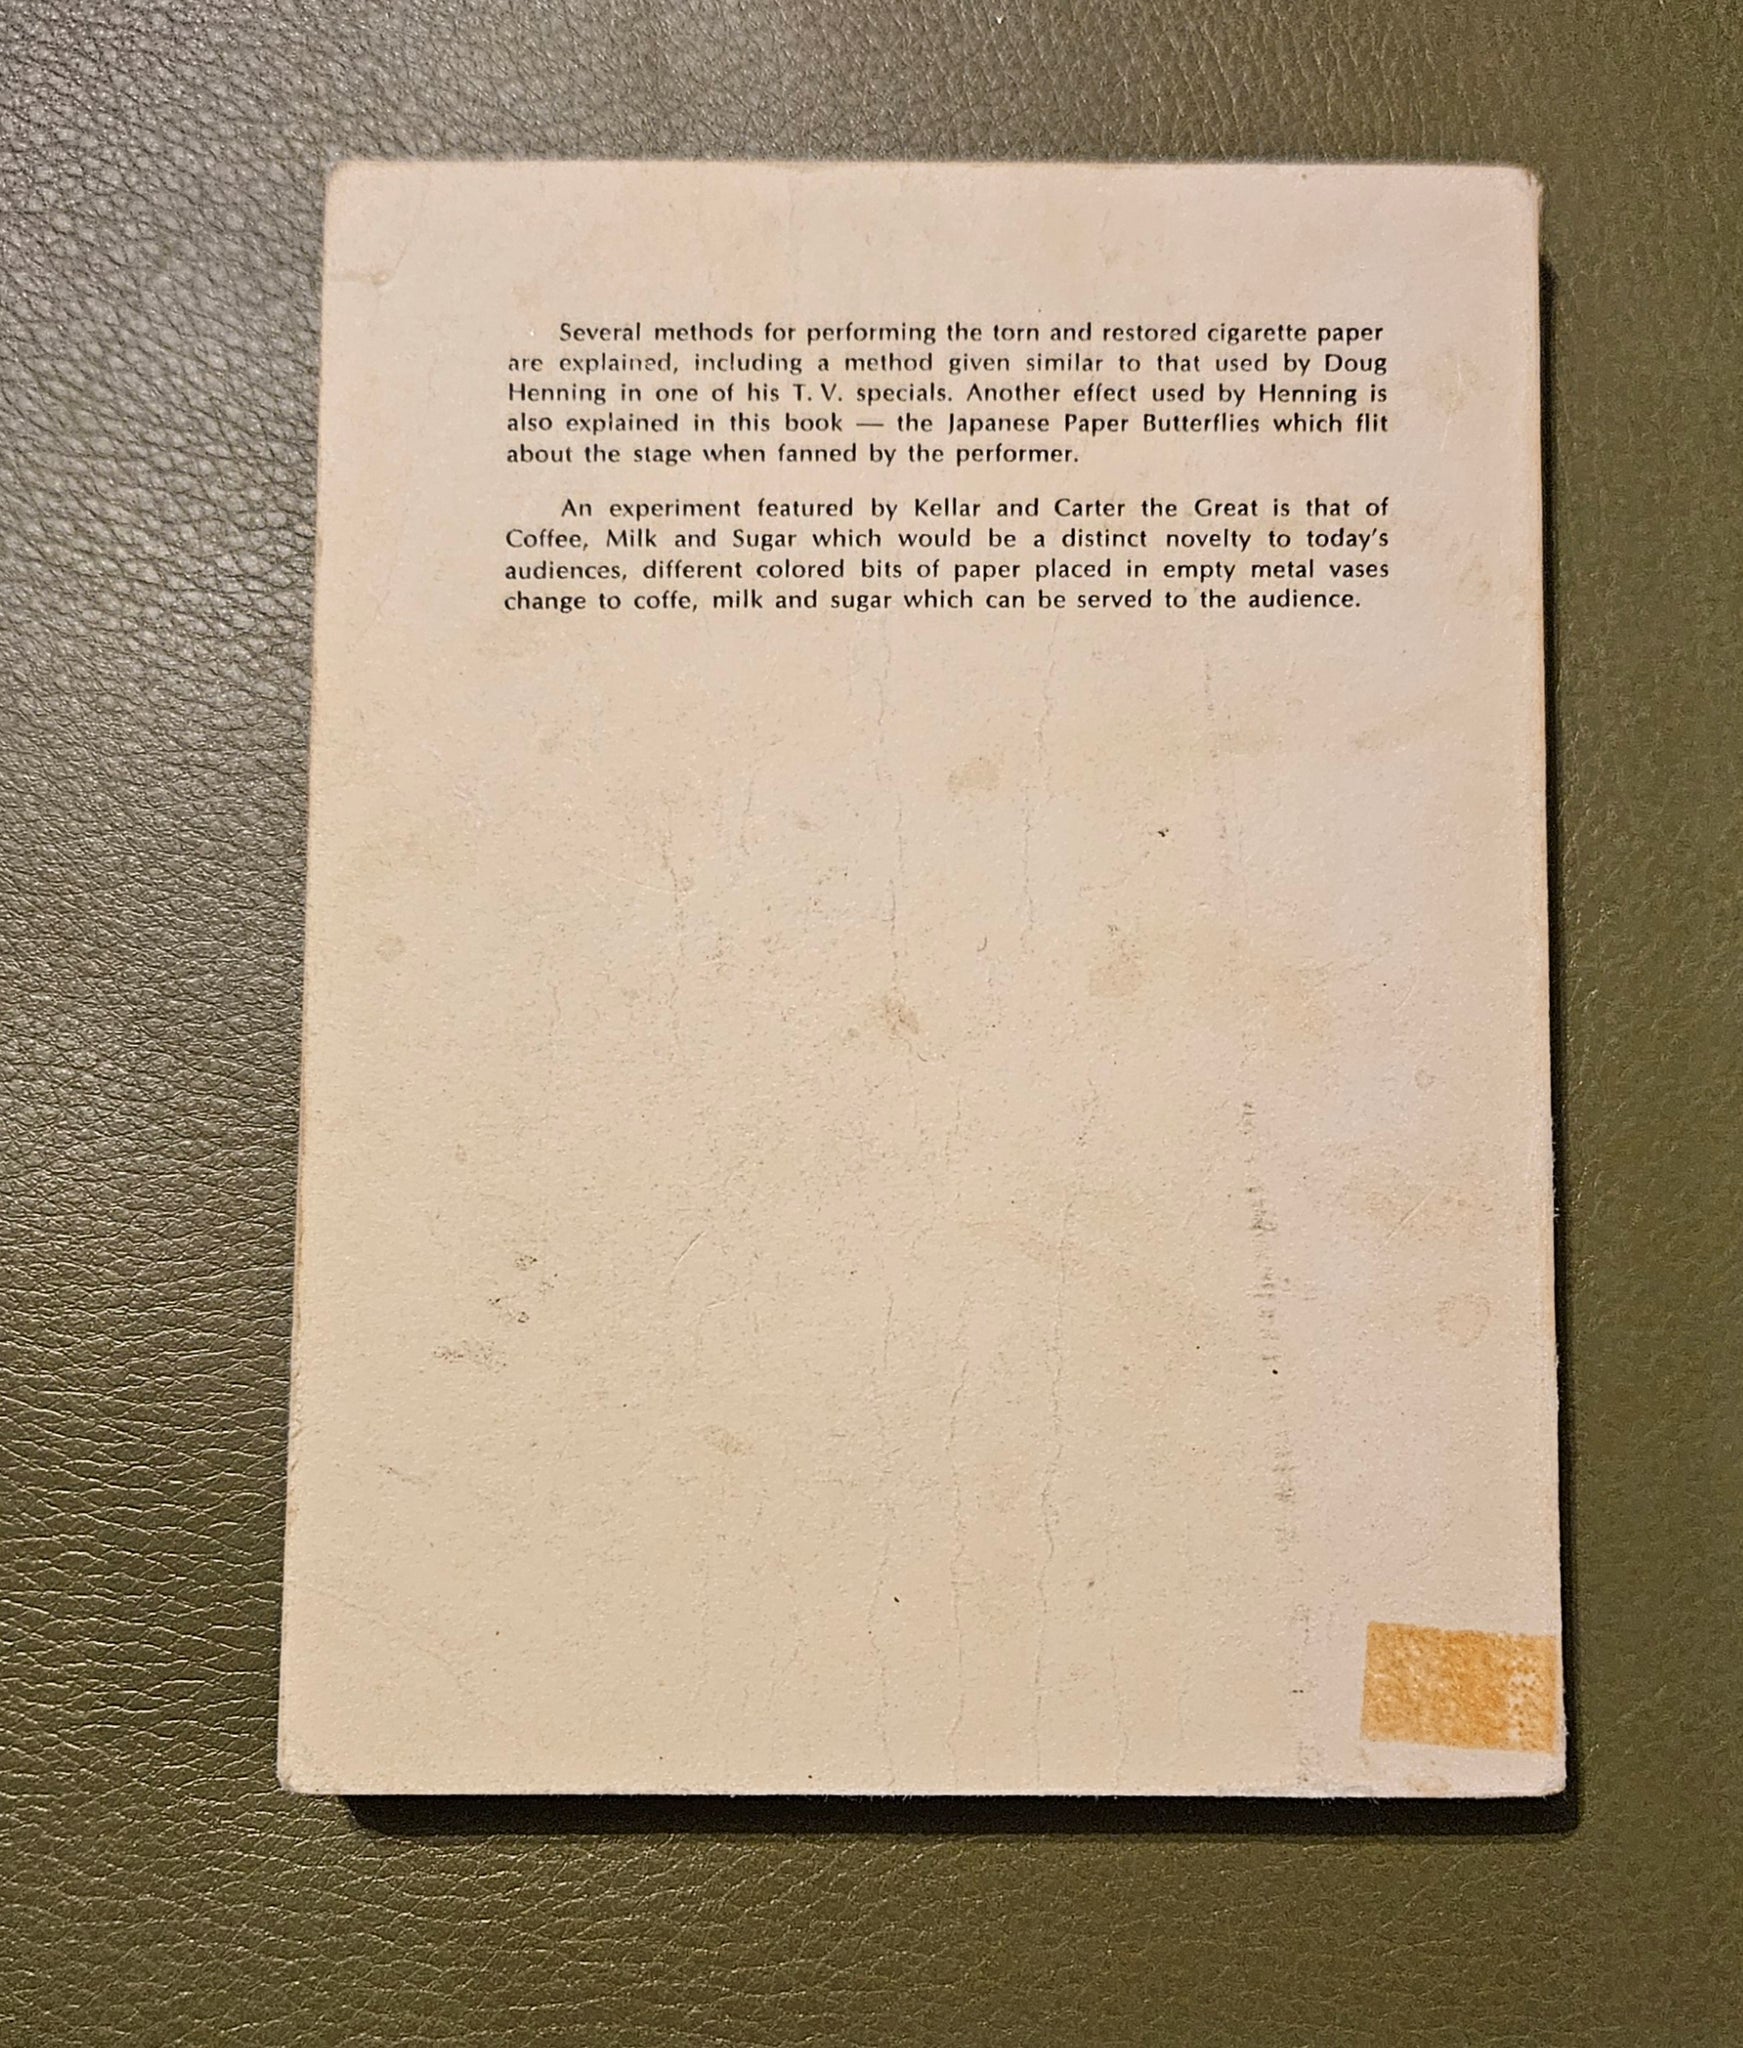 Several methods for performing the torn and restored cigarette paper
are explained, including a method given similar to that used by Doug
Henning in one of his T. V. specials. Another effect used by Henning is
also explained in this book — the Japanese Paper Butterflies which flit
about the stage when fanned by the performer.
An experiment featured by Kellar and Carter the Great is that of
Coffee, Milk and Sugar which would be a distinct novelty to today's
audiences, different colored bits of paper placed in empty metal vases
change to coffe, milk and sugar which can be served to the audience.